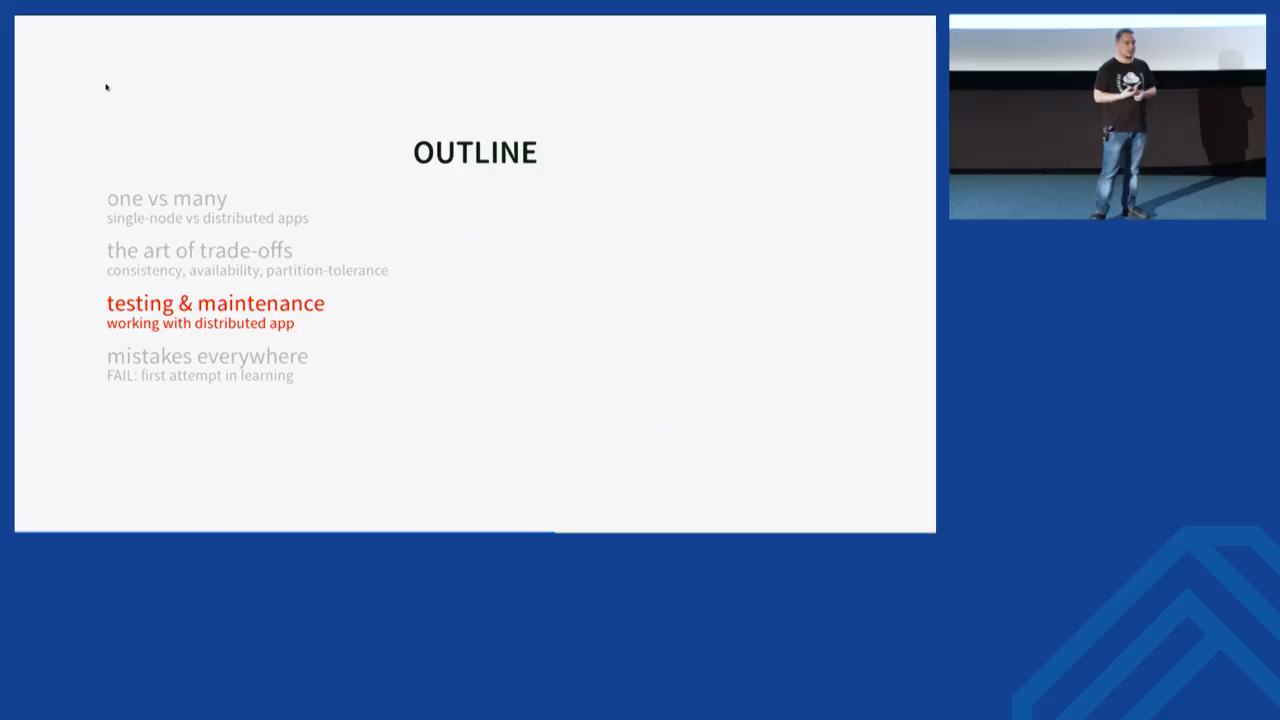 OUTLINE
one vs many
single-node vs distributed apps
the art of trade-offs
consistency, availability, partition-tolerance
testing & maintenance
working with distributed app
mistakes everywhere
FAIL: first attempt in learning